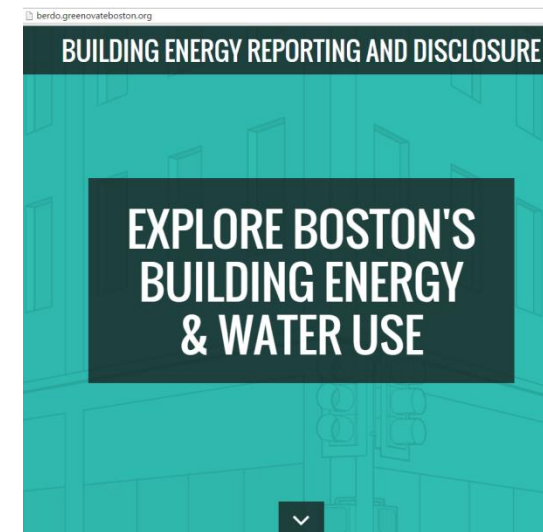 berdo.greenovateboston.org
BUILDING ENERGY REPORTING AND DISCLOSURE
EXPLORE BOSTON'S
BUILDING ENERGY
& WATER USE